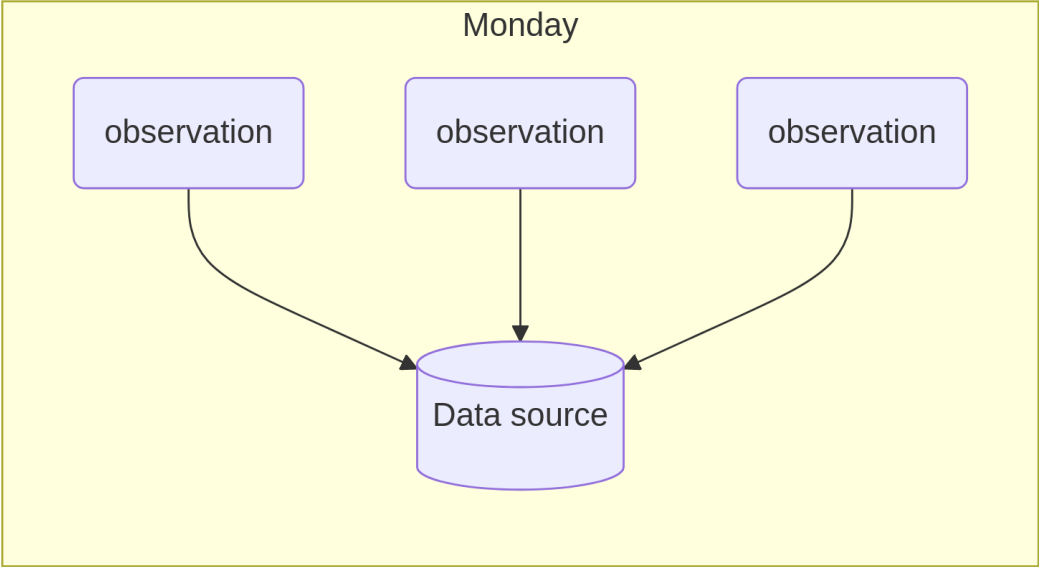 Monday
observation
observation
observation
Data source